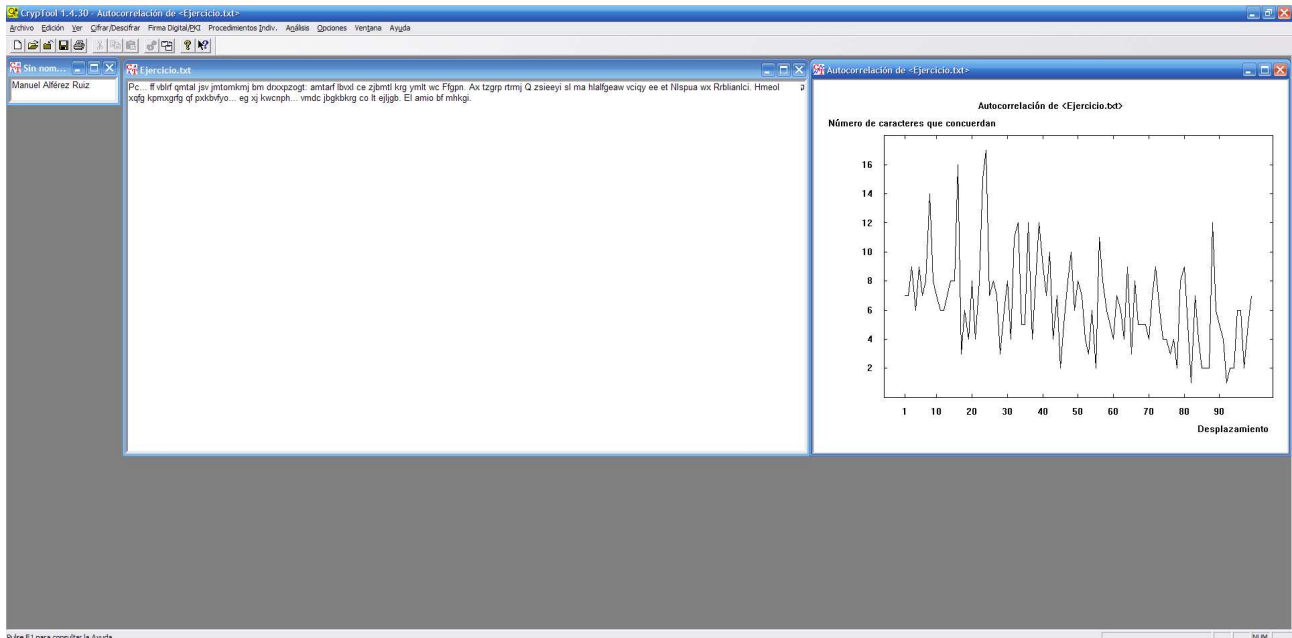 CrypTool 1.4.30 - Autocorrelación de <Ejercicio.txt>
Archivo Edición Ver Cifrar/Descifrar Firma Digital/PKI Procedimientos Indiv. Análisis Opciones Ventana Ayuda
Sin nom...
Manuel Alférez Ruiz
Ejercicio.txt
Pc... ff vblrf qmtal jsv jmtomkmj bm drxxpzogt: amtarf lbvxl ce zjbmtl krg ymlt wc Ffgpn. Ax tzgrp rtrmj Q zsieeyi sl ma hlalfgeaw vciqy ee et Nlspua wx Rrblianlci. Hmeol
xqfg kpmxgrfg qf pxkbvfyo... eg xj kwcnph... vmdc jbgkbkrg co lt ejljgb. El amio bf mhkgi.
Autocorrelación de <Ejercicio.txt>
Autocorrelación de <Ejercicio.txt>
Número de caracteres que concuerdan
16
14
12
10
8
6
4
2
1 10 20 30 40 50 60 70 80 90
Desplazamiento
Pulse F1 para consultar la Ayuda.
NUM